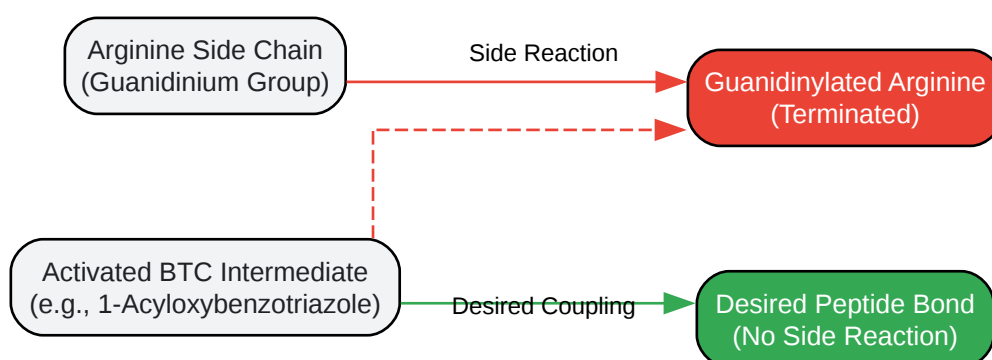 Arginine Side Chain
(Guanidinium Group)
Side Reaction
Guanidinylated Arginine
(Terminated)
Activated BTC Intermediate
(e.g., 1-Acyloxybenzotriazole)
Desired Coupling
Desired Peptide Bond
(No Side Reaction)